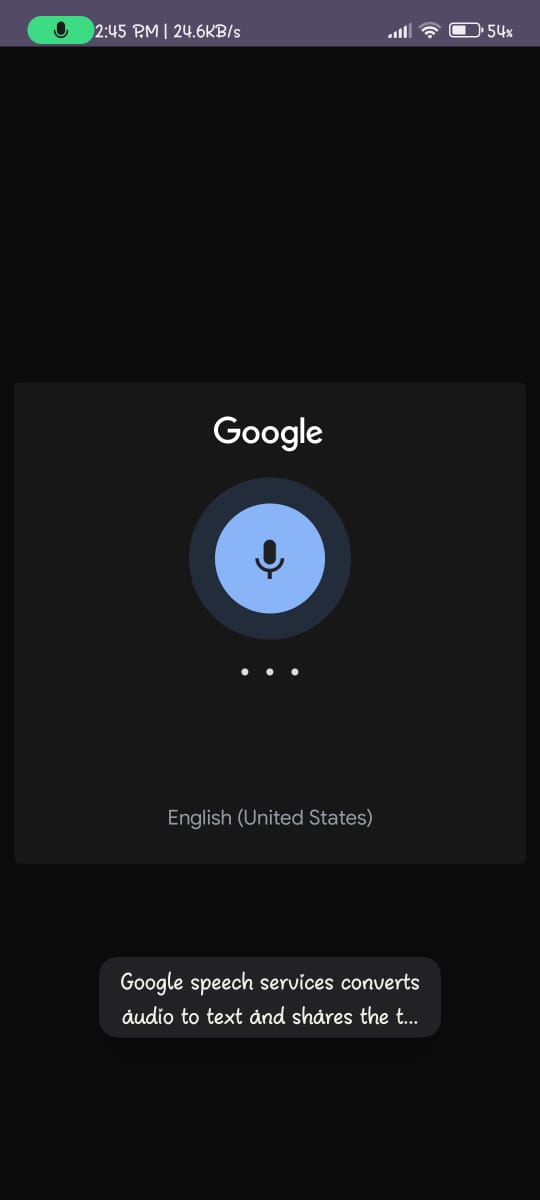 2:45 PM | 24.6KB/s 54%
Google
English (United States)
Google speech services converts
audio to text and shares the t...